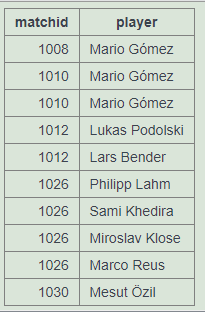 matchid player
1008 Mario Gómez
1010 Mario Gómez
1010 Mario Gómez
1012 Lukas Podolski
1012 Lars Bender
1026 Philipp Lahm
1026 Sami Khedira
1026 Miroslav Klose
1026 Marco Reus
1030 Mesut Özil